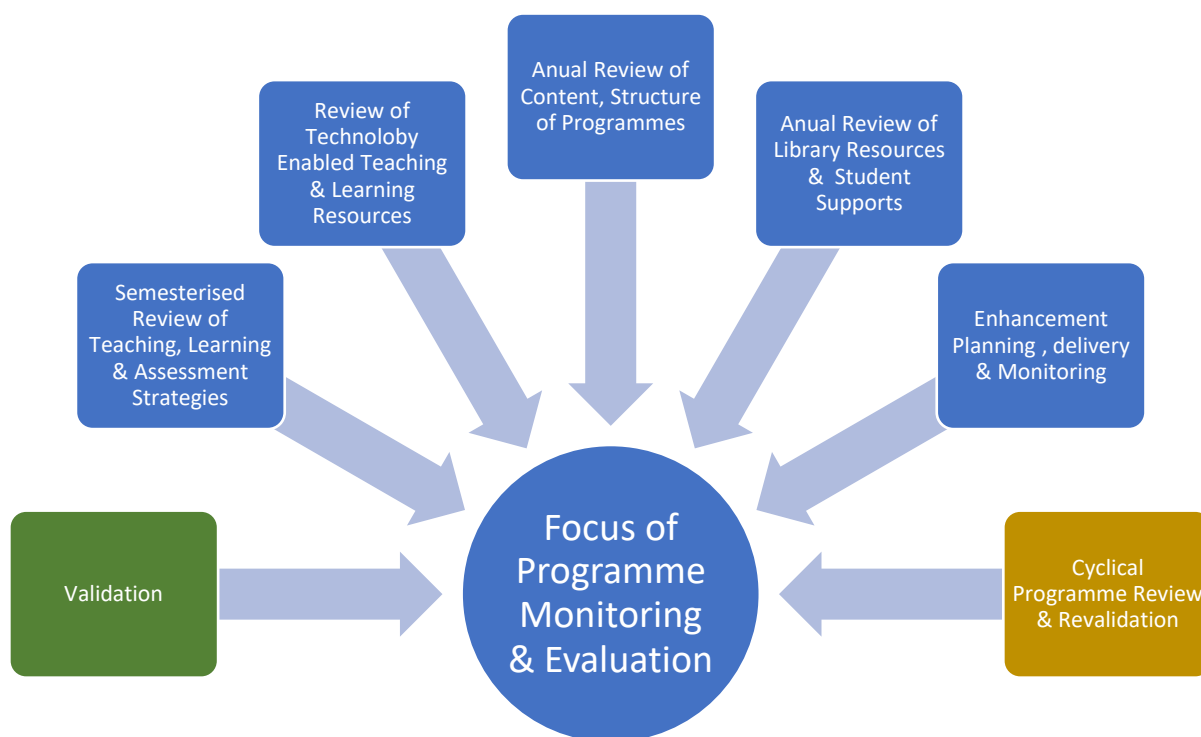 Anual Review of
Content, Structure
of Programmes
Review of
Technoloby
Enabled Teaching
& Learning
Resources
Anual Review of
Library Resources
& Student
Supports
Semesterised
Review of
Teaching, Learning
& Assessment
Strategies
Enhancement
Planning , delivery
& Monitoring
Validation
Focus of
Programme
Monitoring
& Evaluation
Cyclical
Programme Review
& Revalidation